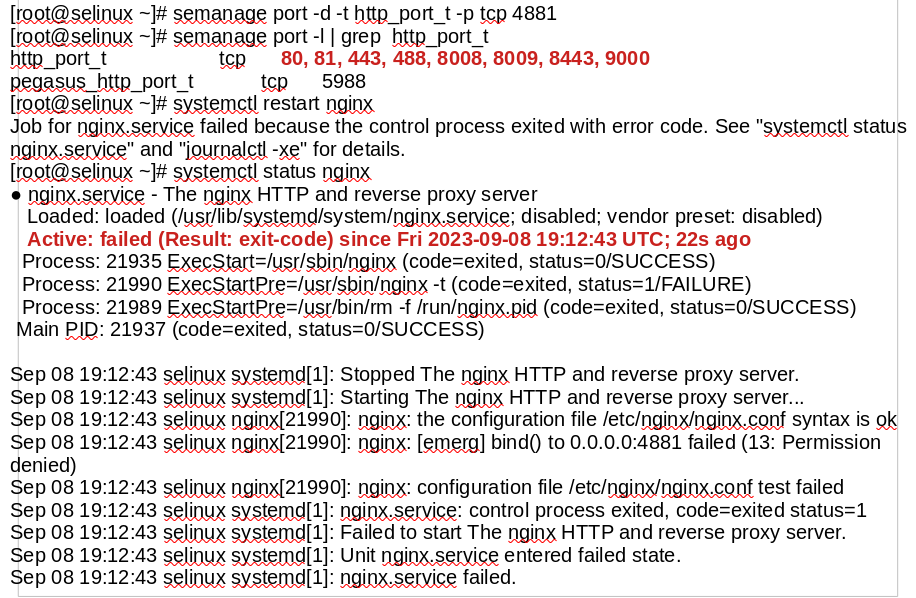 [root@selinux ~]# semanage port -d -t http_port_t -p tcp 4881
[root@selinux ~]# semanage port -l | grep  http_port_t
http_port_t                    tcp      80, 81, 443, 488, 8008, 8009, 8443, 9000
pegasus_http_port_t            tcp      5988
[root@selinux ~]# systemctl restart nginx
Job for nginx.service failed because the control process exited with error code. See "systemctl status
nginx.service" and "journalctl -xe" for details.
[root@selinux ~]# systemctl status nginx
● nginx.service - The nginx HTTP and reverse proxy server
   Loaded: loaded (/usr/lib/systemd/system/nginx.service; disabled; vendor preset: disabled)
   Active: failed (Result: exit-code) since Fri 2023-09-08 19:12:43 UTC; 22s ago
  Process: 21935 ExecStart=/usr/sbin/nginx (code=exited, status=0/SUCCESS)
  Process: 21990 ExecStartPre=/usr/sbin/nginx -t (code=exited, status=1/FAILURE)
  Process: 21989 ExecStartPre=/usr/bin/rm -f /run/nginx.pid (code=exited, status=0/SUCCESS)
 Main PID: 21937 (code=exited, status=0/SUCCESS)

Sep 08 19:12:43 selinux systemd[1]: Stopped The nginx HTTP and reverse proxy server.
Sep 08 19:12:43 selinux systemd[1]: Starting The nginx HTTP and reverse proxy server...
Sep 08 19:12:43 selinux nginx[21990]: nginx: the configuration file /etc/nginx/nginx.conf syntax is ok
Sep 08 19:12:43 selinux nginx[21990]: nginx: [emerg] bind() to 0.0.0.0:4881 failed (13: Permission
denied)
Sep 08 19:12:43 selinux nginx[21990]: nginx: configuration file /etc/nginx/nginx.conf test failed
Sep 08 19:12:43 selinux systemd[1]: nginx.service: control process exited, code=exited status=1
Sep 08 19:12:43 selinux systemd[1]: Failed to start The nginx HTTP and reverse proxy server.
Sep 08 19:12:43 selinux systemd[1]: Unit nginx.service entered failed state.
Sep 08 19:12:43 selinux systemd[1]: nginx.service failed.